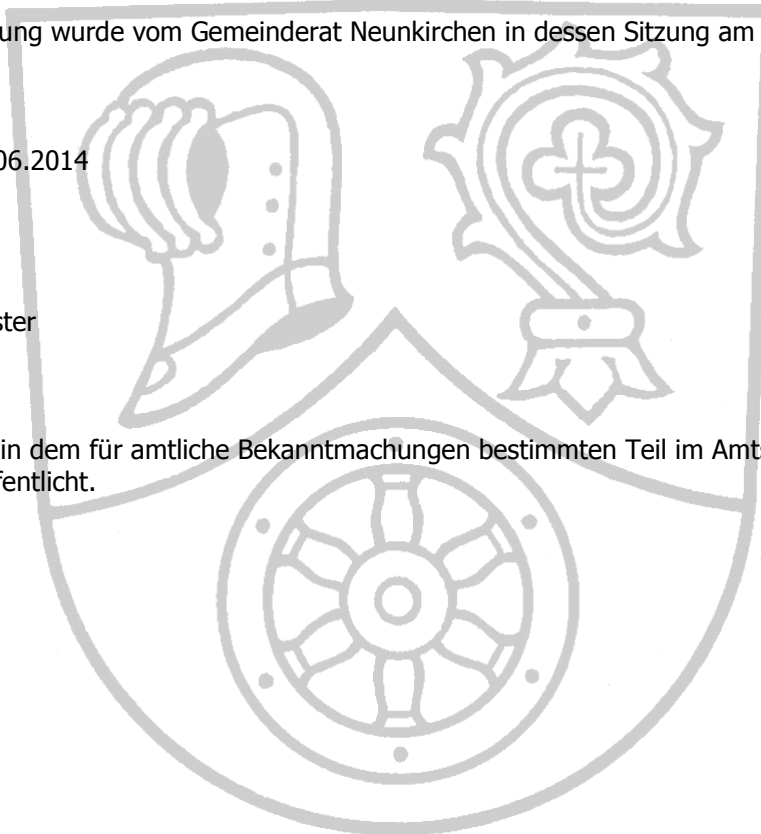 ung wurde vom Gemeinderat Neunkirchen in dessen Sitzung am
06.2014
ster
in dem für amtliche Bekanntmachungen bestimmten Teil im Amts
fentlicht.